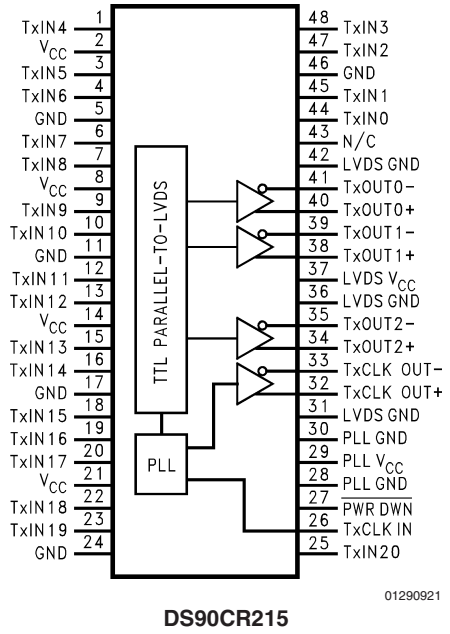 TxIN4 1 48 TxIN3
VCC 2 47 TxIN2
TxIN5 3 46 GND
TxIN6 4 45 TxIN1
GND 5 44 TxIN0
TxIN7 6 43 N/C
TxIN8 7 42 LVDS GND
VCC 8 41 TxOUT0-
TxIN9 9 40 TxOUT0+
TxIN10 10 39 TxOUT1-
GND 11 38 TxOUT1+
TxIN11 12 37 LVDS VCC
TxIN12 13 36 LVDS GND
VCC 14 35 TxOUT2-
TxIN13 15 34 TxOUT2+
TxIN14 16 33 TxCLK OUT-
GND 17 32 TxCLK OUT+
TxIN15 18 31 LVDS GND
TxIN16 19 30 PLL GND
TxIN17 20 29 PLL VCC
VCC 21 28 PLL GND
TxIN18 22 27 PWR DWN
TxIN19 23 26 TxCLK IN
GND 24 25 TxIN20
TTL PARALLEL-TO-LVDS
PLL
01290921
DS90CR215